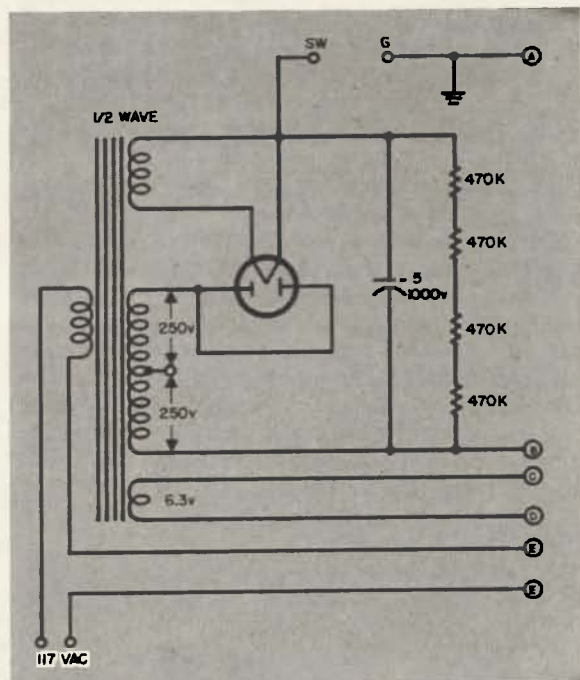 SW
G
A
1/2 WAVE
470K
470K
.5
1000V
250V
250V
470K
470K
B
C
6.3V
D
E
E
117 VAC